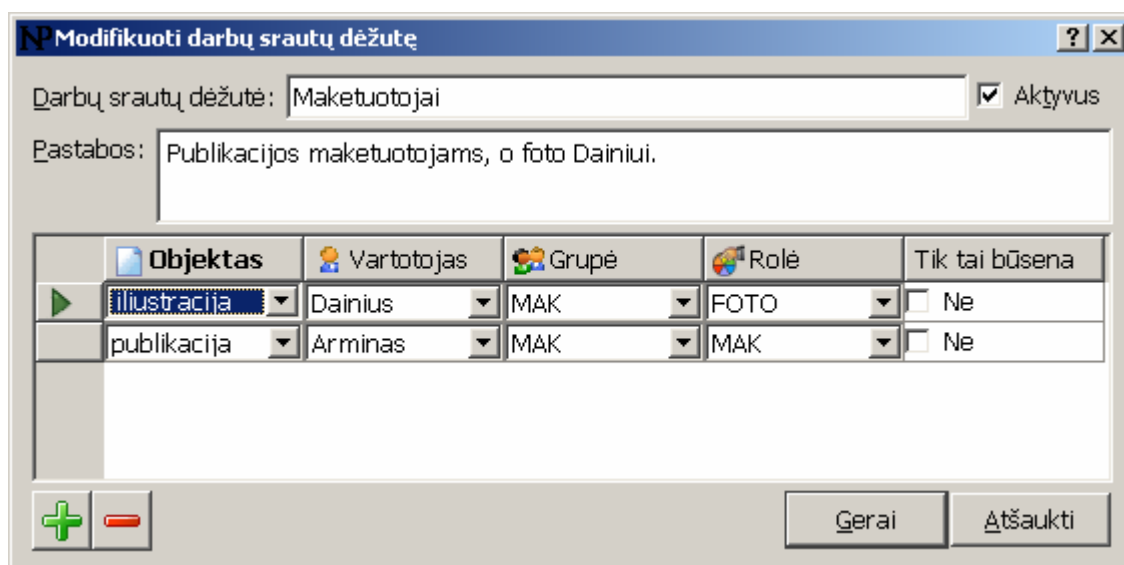 NP Modifikuoti darbų srautų dėžutę
Darbų srautų dėžutė: Maketuotojai Aktyvus
Pastabos: Publikacijos maketuotojams, o foto Dainiui.
Objektas Vartotojas Grupė Rolė Tik tai būsena
iliustracija Dainius MAK FOTO Ne
publikacija Arminas MAK MAK Ne
Gerai Atšaukti